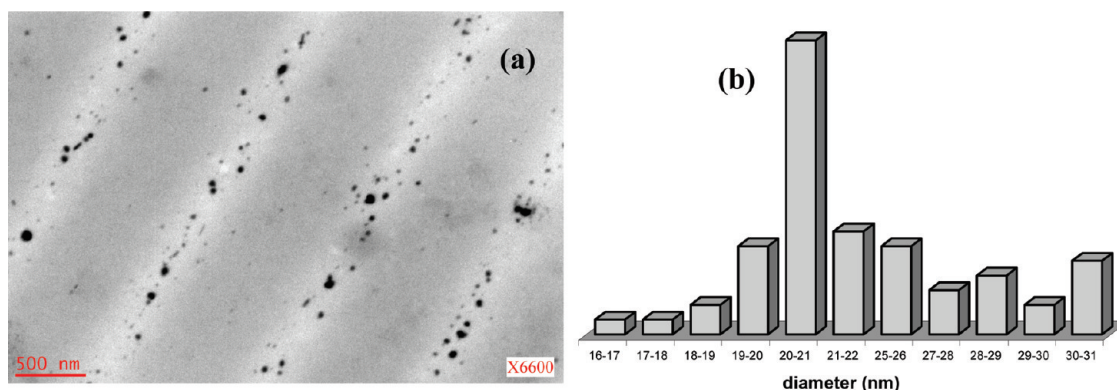 (a)
500 nm
X6600
(b)
16-17 17-18 18-19 19-20 20-21 21-22 25-26 27-28 28-29 29-30 30-31
diameter (nm)